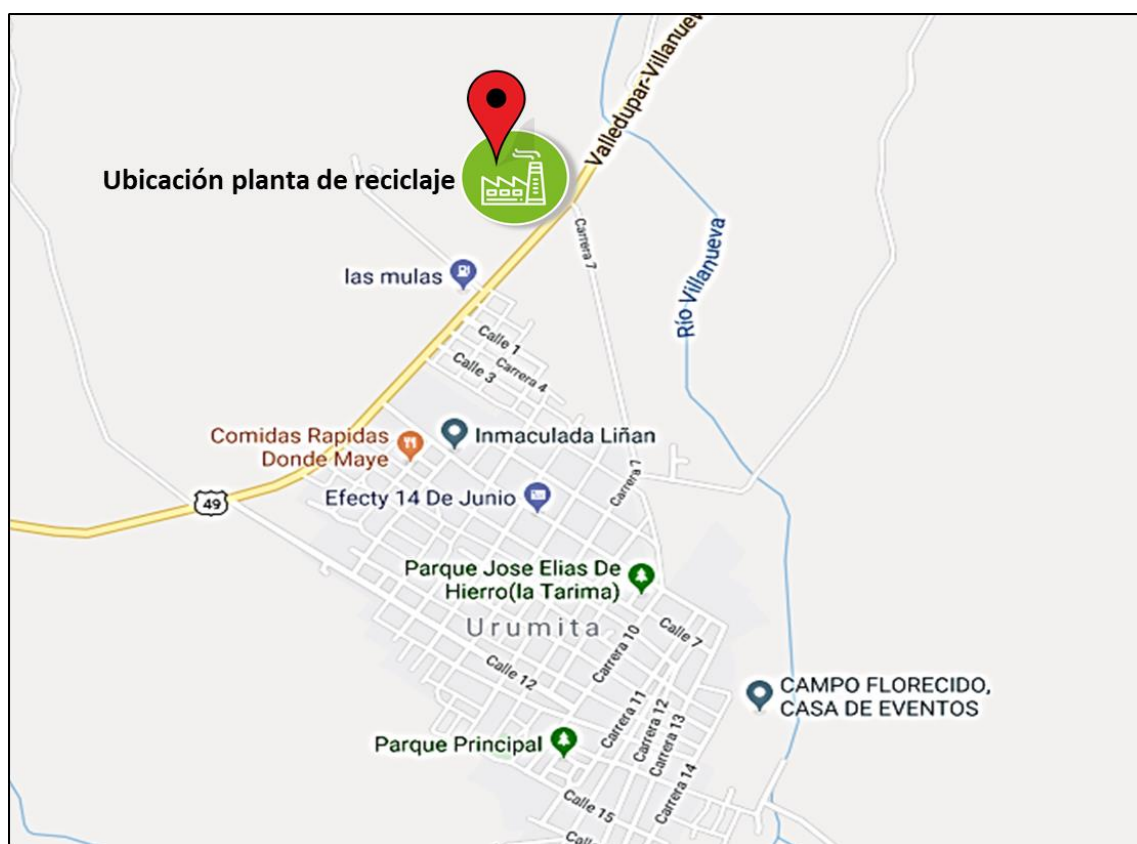 Valledupar-Villanuev
Ubicación planta de reciclaje
Carrera 7
Río Villanueva
las mulas
Calle 1
Carrera 4
Calle 3
Comidas Rapidas
Donde Maye
Inmaculada Liñan
Carrera 7
Efecty 14 De Junio
49
Parque Jose Elias De
Hierro(la Tarima)
Urumita
Calle 7
Carrera 10
Calle 12
CAMPO FLORECIDO,
CASA DE EVENTOS
Carrera 11
Carrera 12
Carrera 13
Parque Principal
Carrera 14
Calle 15
Calle